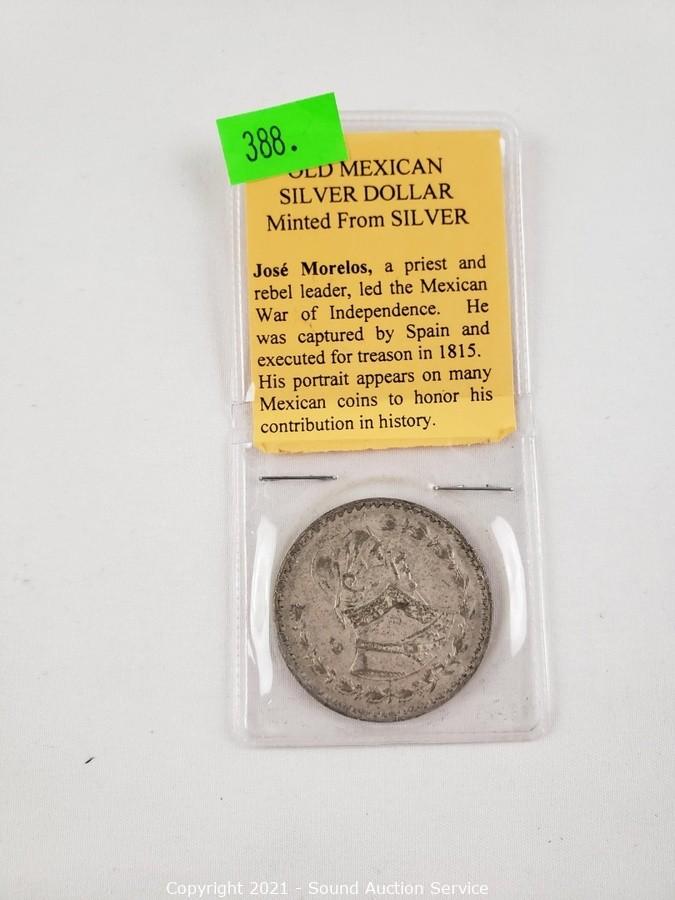 388.
OLD MEXICAN
SILVER DOLLAR
Minted From SILVER
José Morelos, a priest and
rebel leader, led the Mexican
War of Independence. He
was captured by Spain and
executed for treason in 1815.
His portrait appears on many
Mexican coins to honor his
contribution in history.
Copyright 2021 - Sound Auction Service